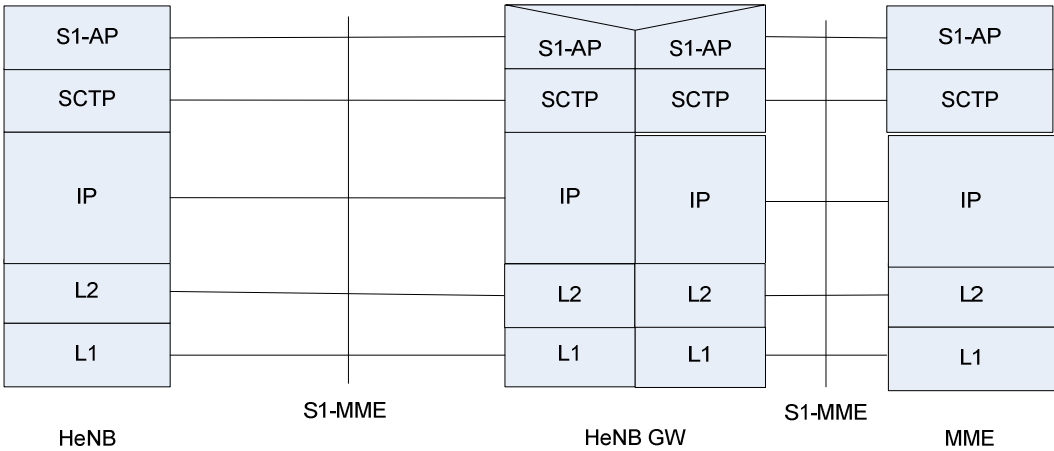 S1-AP S1-AP S1-AP S1-AP
SCTP SCTP SCTP SCTP
IP IP IP IP
L2 L2 L2 L2
L1 L1 L1 L1
S1-MME S1-MME
HeNB HeNB GW MME